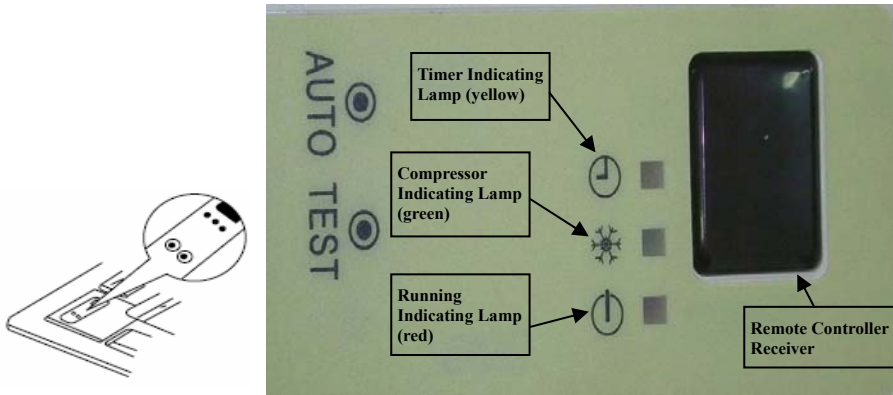 AUTO TEST
Timer Indicating
Lamp (yellow)
Compressor
Indicating Lamp
(green)
Running
Indicating Lamp
(red)
Remote Controller
Receiver